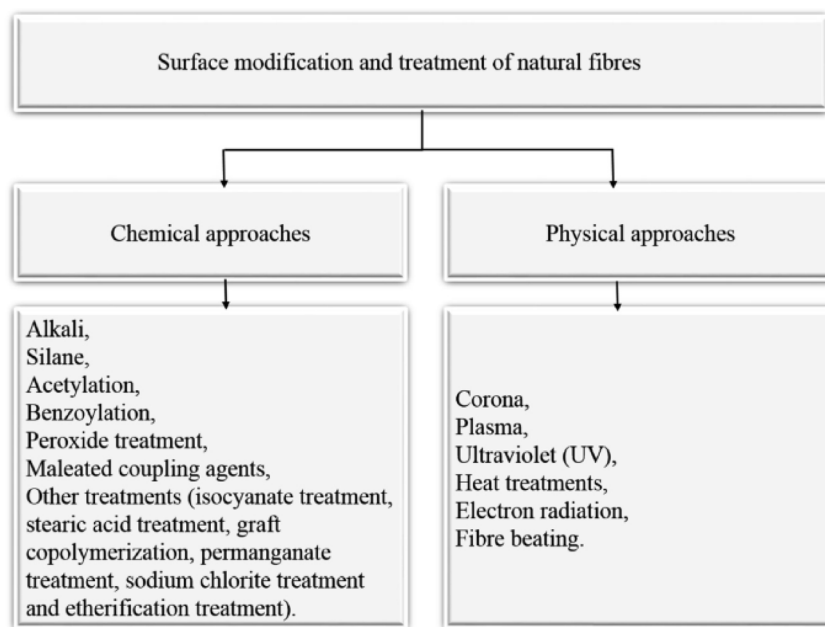 Surface modification and treatment of natural fibres
Chemical approaches
Physical approaches
Alkali,
Silane,
Acetylation,
Benzoylation,
Peroxide treatment,
Maleated coupling agents,
Other treatments (isocyanate treatment,
stearic acid treatment, graft
copolymerization, permanganate
treatment, sodium chlorite treatment
and etherification treatment).
Corona,
Plasma,
Ultraviolet (UV),
Heat treatments,
Electron radiation,
Fibre beating.